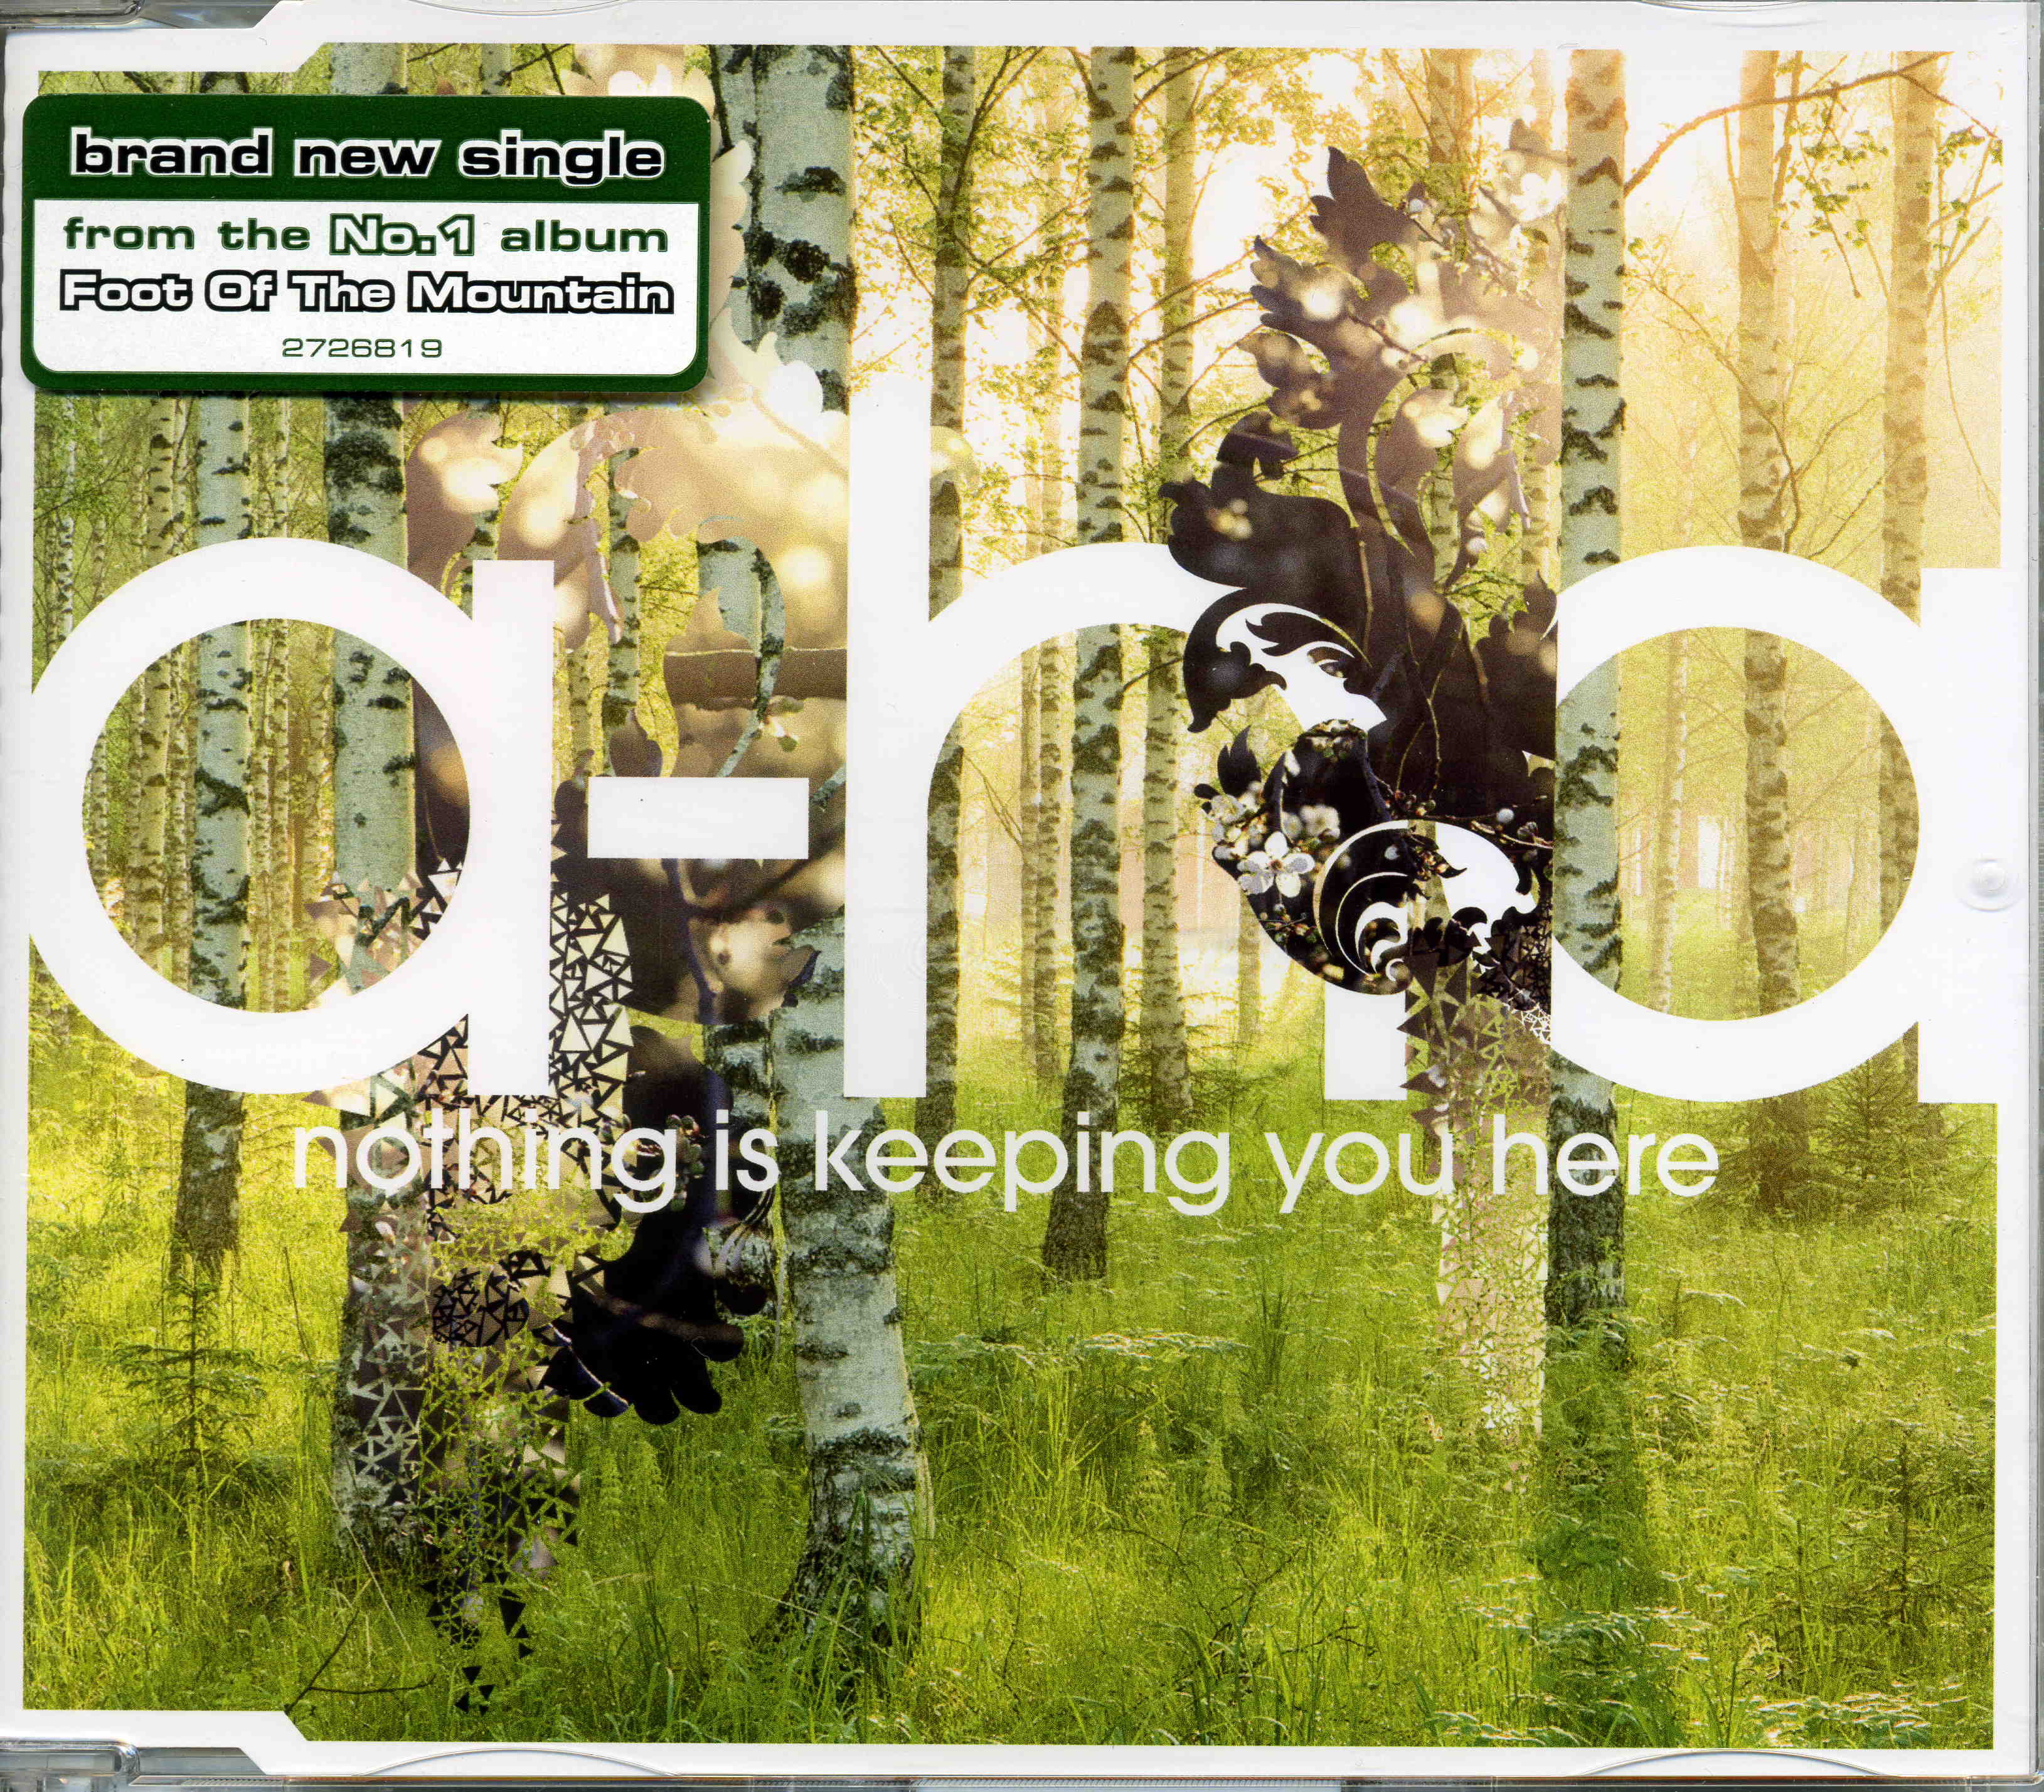 brand new single
from the No.1 album
Foot Of The Mountain
2726819
a-ha
nothing is keeping you here